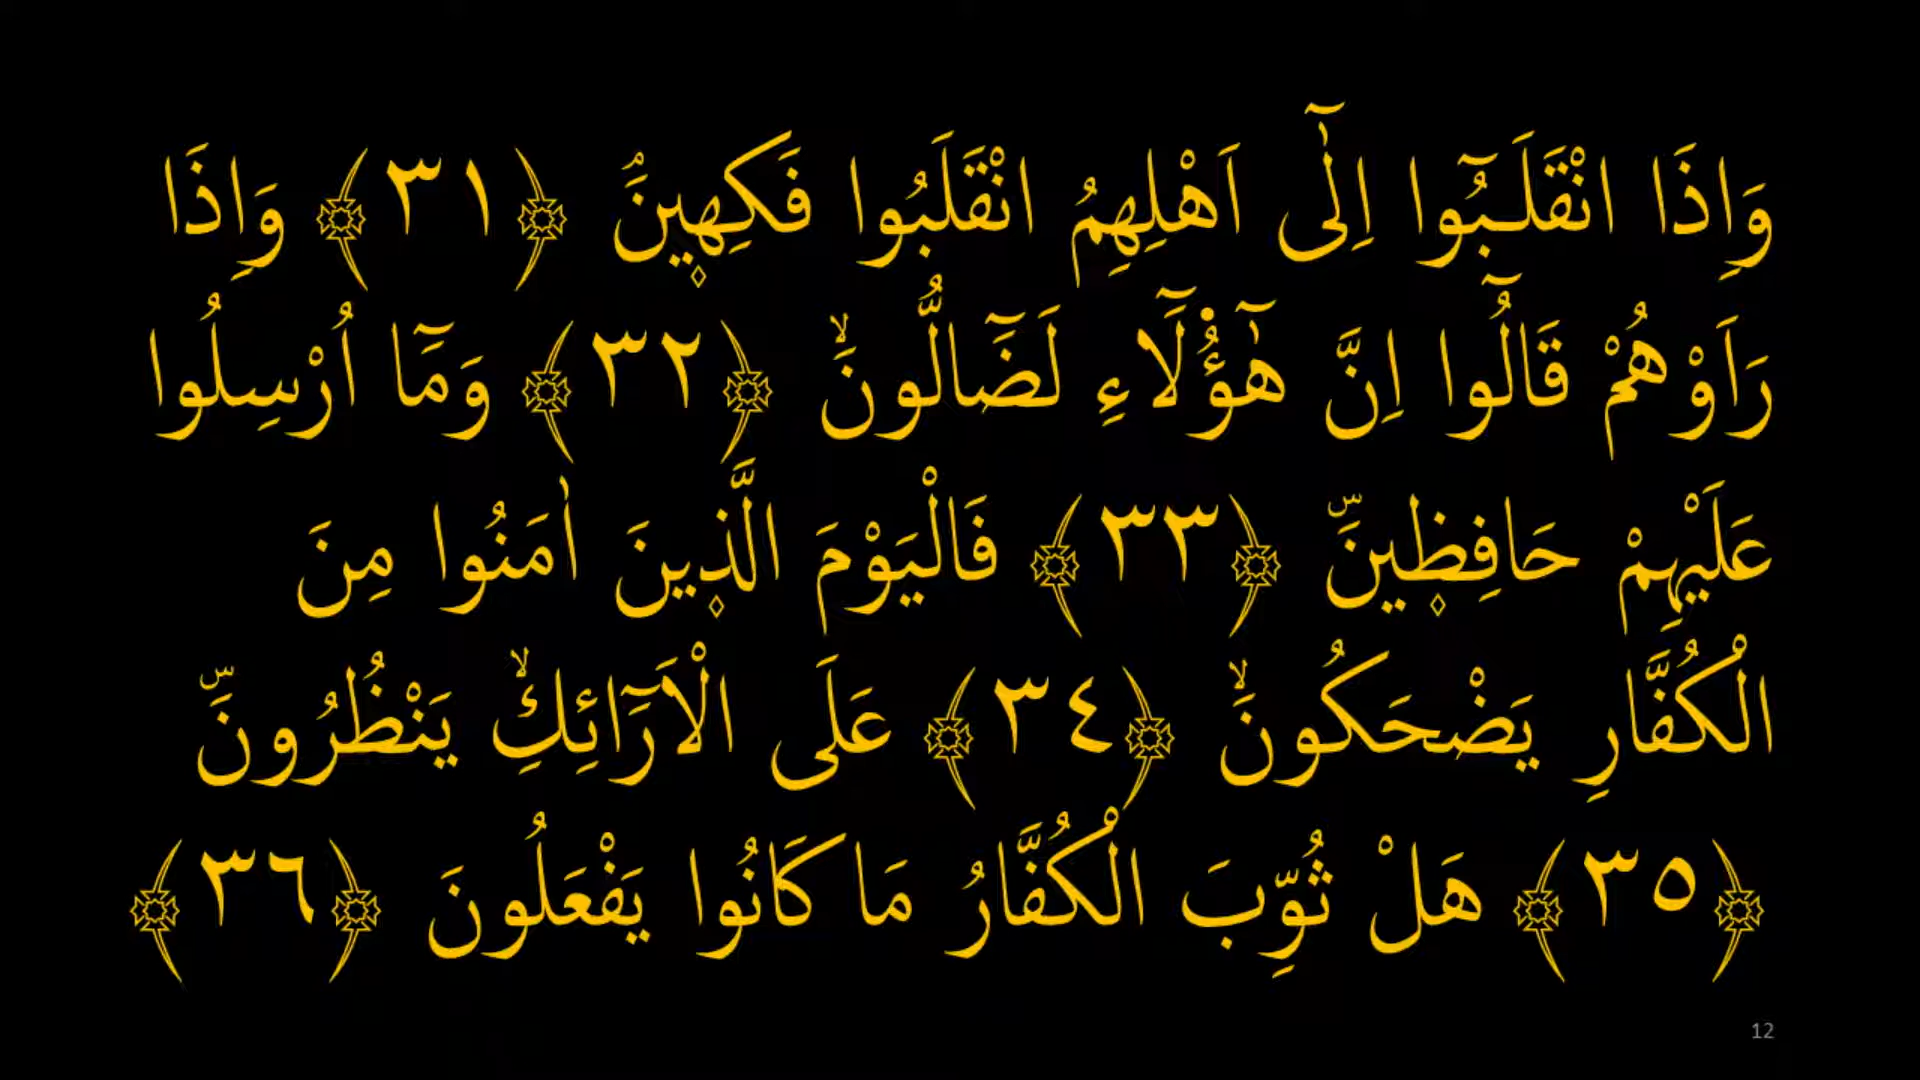 وَاِذَا انْقَلَـبُٓوا اِلٰٓى اَهْلِهِمُ انْقَلَبُوا فَكِهٖينَۘ ﴿٣١﴾ وَاِذَا
رَاَوْهُمْ قَالُٓوا اِنَّ هٰٓؤُ۬لَٓاءِ لَضَٓالُّونَۙ ﴿٣٢﴾ وَمَٓا اُرْسِلُوا
عَلَيْهِمْ حَافِظٖينَۜ ﴿٣٣﴾ فَالْيَوْمَ الَّذٖينَ اٰمَنُوا مِنَ
الْكُفَّارِ يَضْحَكُونَۙ ﴿٣٤﴾ عَلَى الْاَرَٓائِكِۙ يَنْظُرُونَۜ
﴿٣٥﴾ هَلْ ثُوِّبَ الْكُفَّارُ مَا كَانُوا يَفْعَلُونَ ﴿٣٦﴾
12